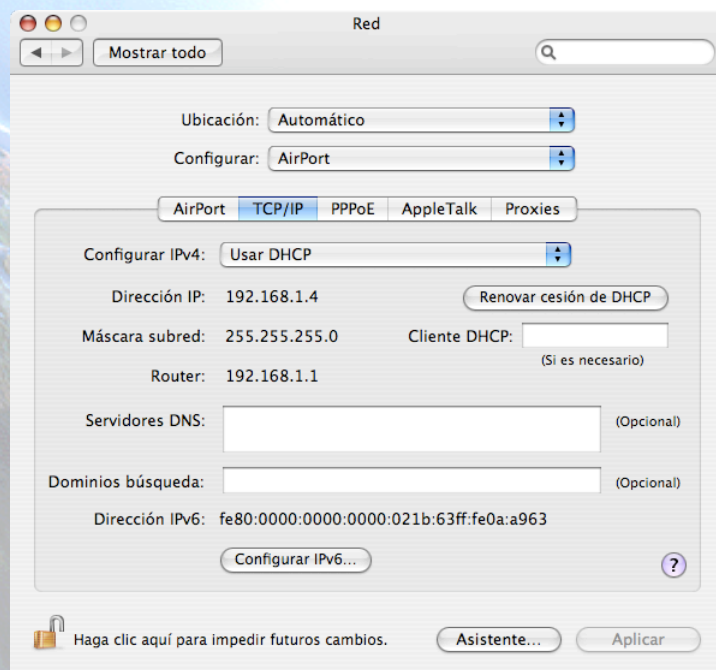 Red
Mostrar todo
Ubicación: Automático
Configurar: AirPort
AirPort TCP/IP PPPoE AppleTalk Proxies
Configurar IPv4: Usar DHCP
Dirección IP: 192.168.1.4 Renovar cesión de DHCP
Máscara subred: 255.255.255.0 Cliente DHCP:
(Si es necesario)
Router: 192.168.1.1
Servidores DNS: (Opcional)
Dominios búsqueda: (Opcional)
Dirección IPv6: fe80:0000:0000:0000:021b:63ff:fe0a:a963
Configurar IPv6... ?
Haga clic aquí para impedir futuros cambios. Asistente... Aplicar